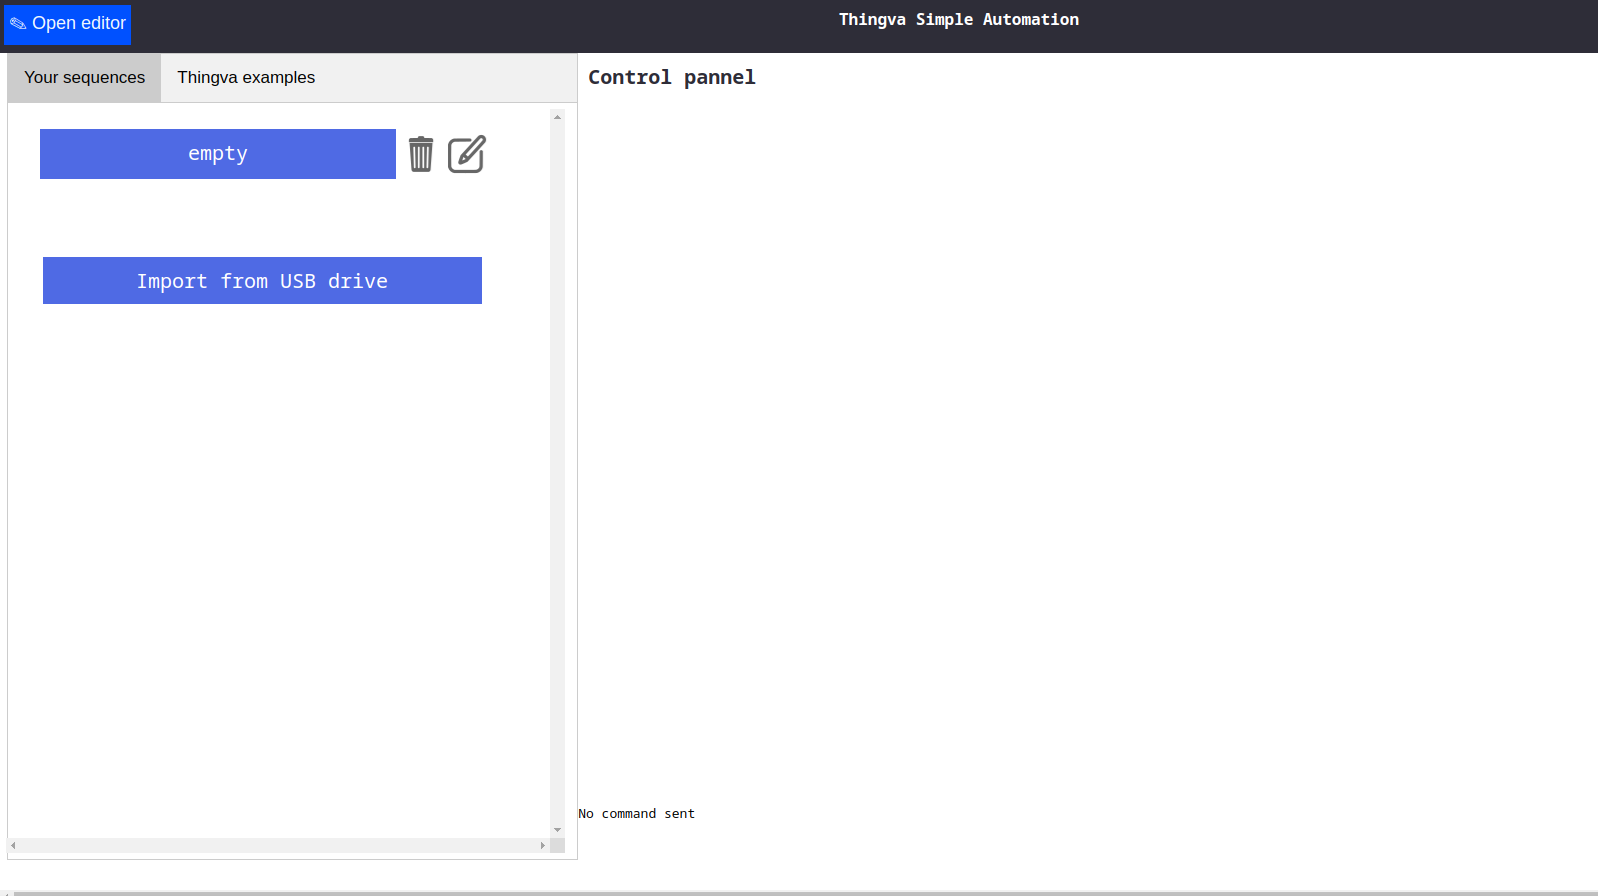 ✎ Open editor
Thingva Simple Automation
Your sequences
Thingva examples
Control pannel
empty
Import from USB drive
No command sent